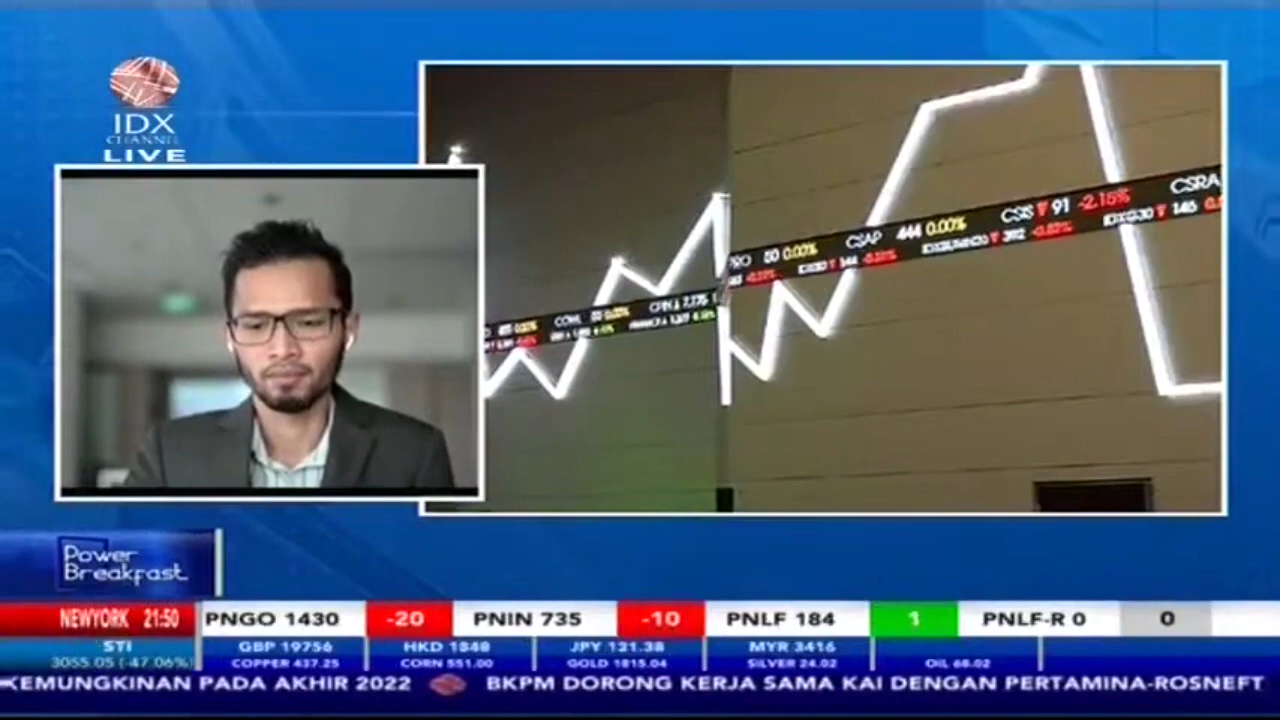 IDX
CHANNEL
LIVE
CSRA
CSIS 91 -2.15%
CSAP 444 0.00%
Power
Breakfast
NEWYORK 21:50 PNGO 1430 -20 PNIN 735 -10 PNLF 184 1 PNLF-R 0 0
STI GBP 19756 HKD 1848 JPY 121.38 MYR 3416
3055.05 (-47.06%) COPPER 437.25 CORN 551.00 GOLD 1815.04 SILVER 24.02 OIL 68.02
KEMUNGKINAN PADA AKHIR 2022 BKPM DORONG KERJA SAMA KAI DENGAN PERTAMINA-ROSNEFT